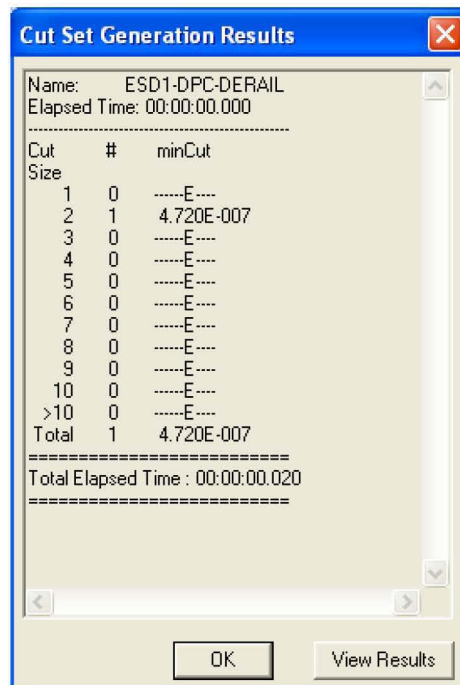 Cut Set Generation Results
Name: ESD1-DPC-DERAIL
Elapsed Time: 00:00:00.000
------------------------------------------------
Cut # minCut
Size
1 0 ------E----
2 1 4.720E-007
3 0 ------E----
4 0 ------E----
5 0 ------E----
6 0 ------E----
7 0 ------E----
8 0 ------E----
9 0 ------E----
10 0 ------E----
>10 0 ------E----
Total 1 4.720E-007
===========================
Total Elapsed Time : 00:00:00.020
===========================
OK View Results